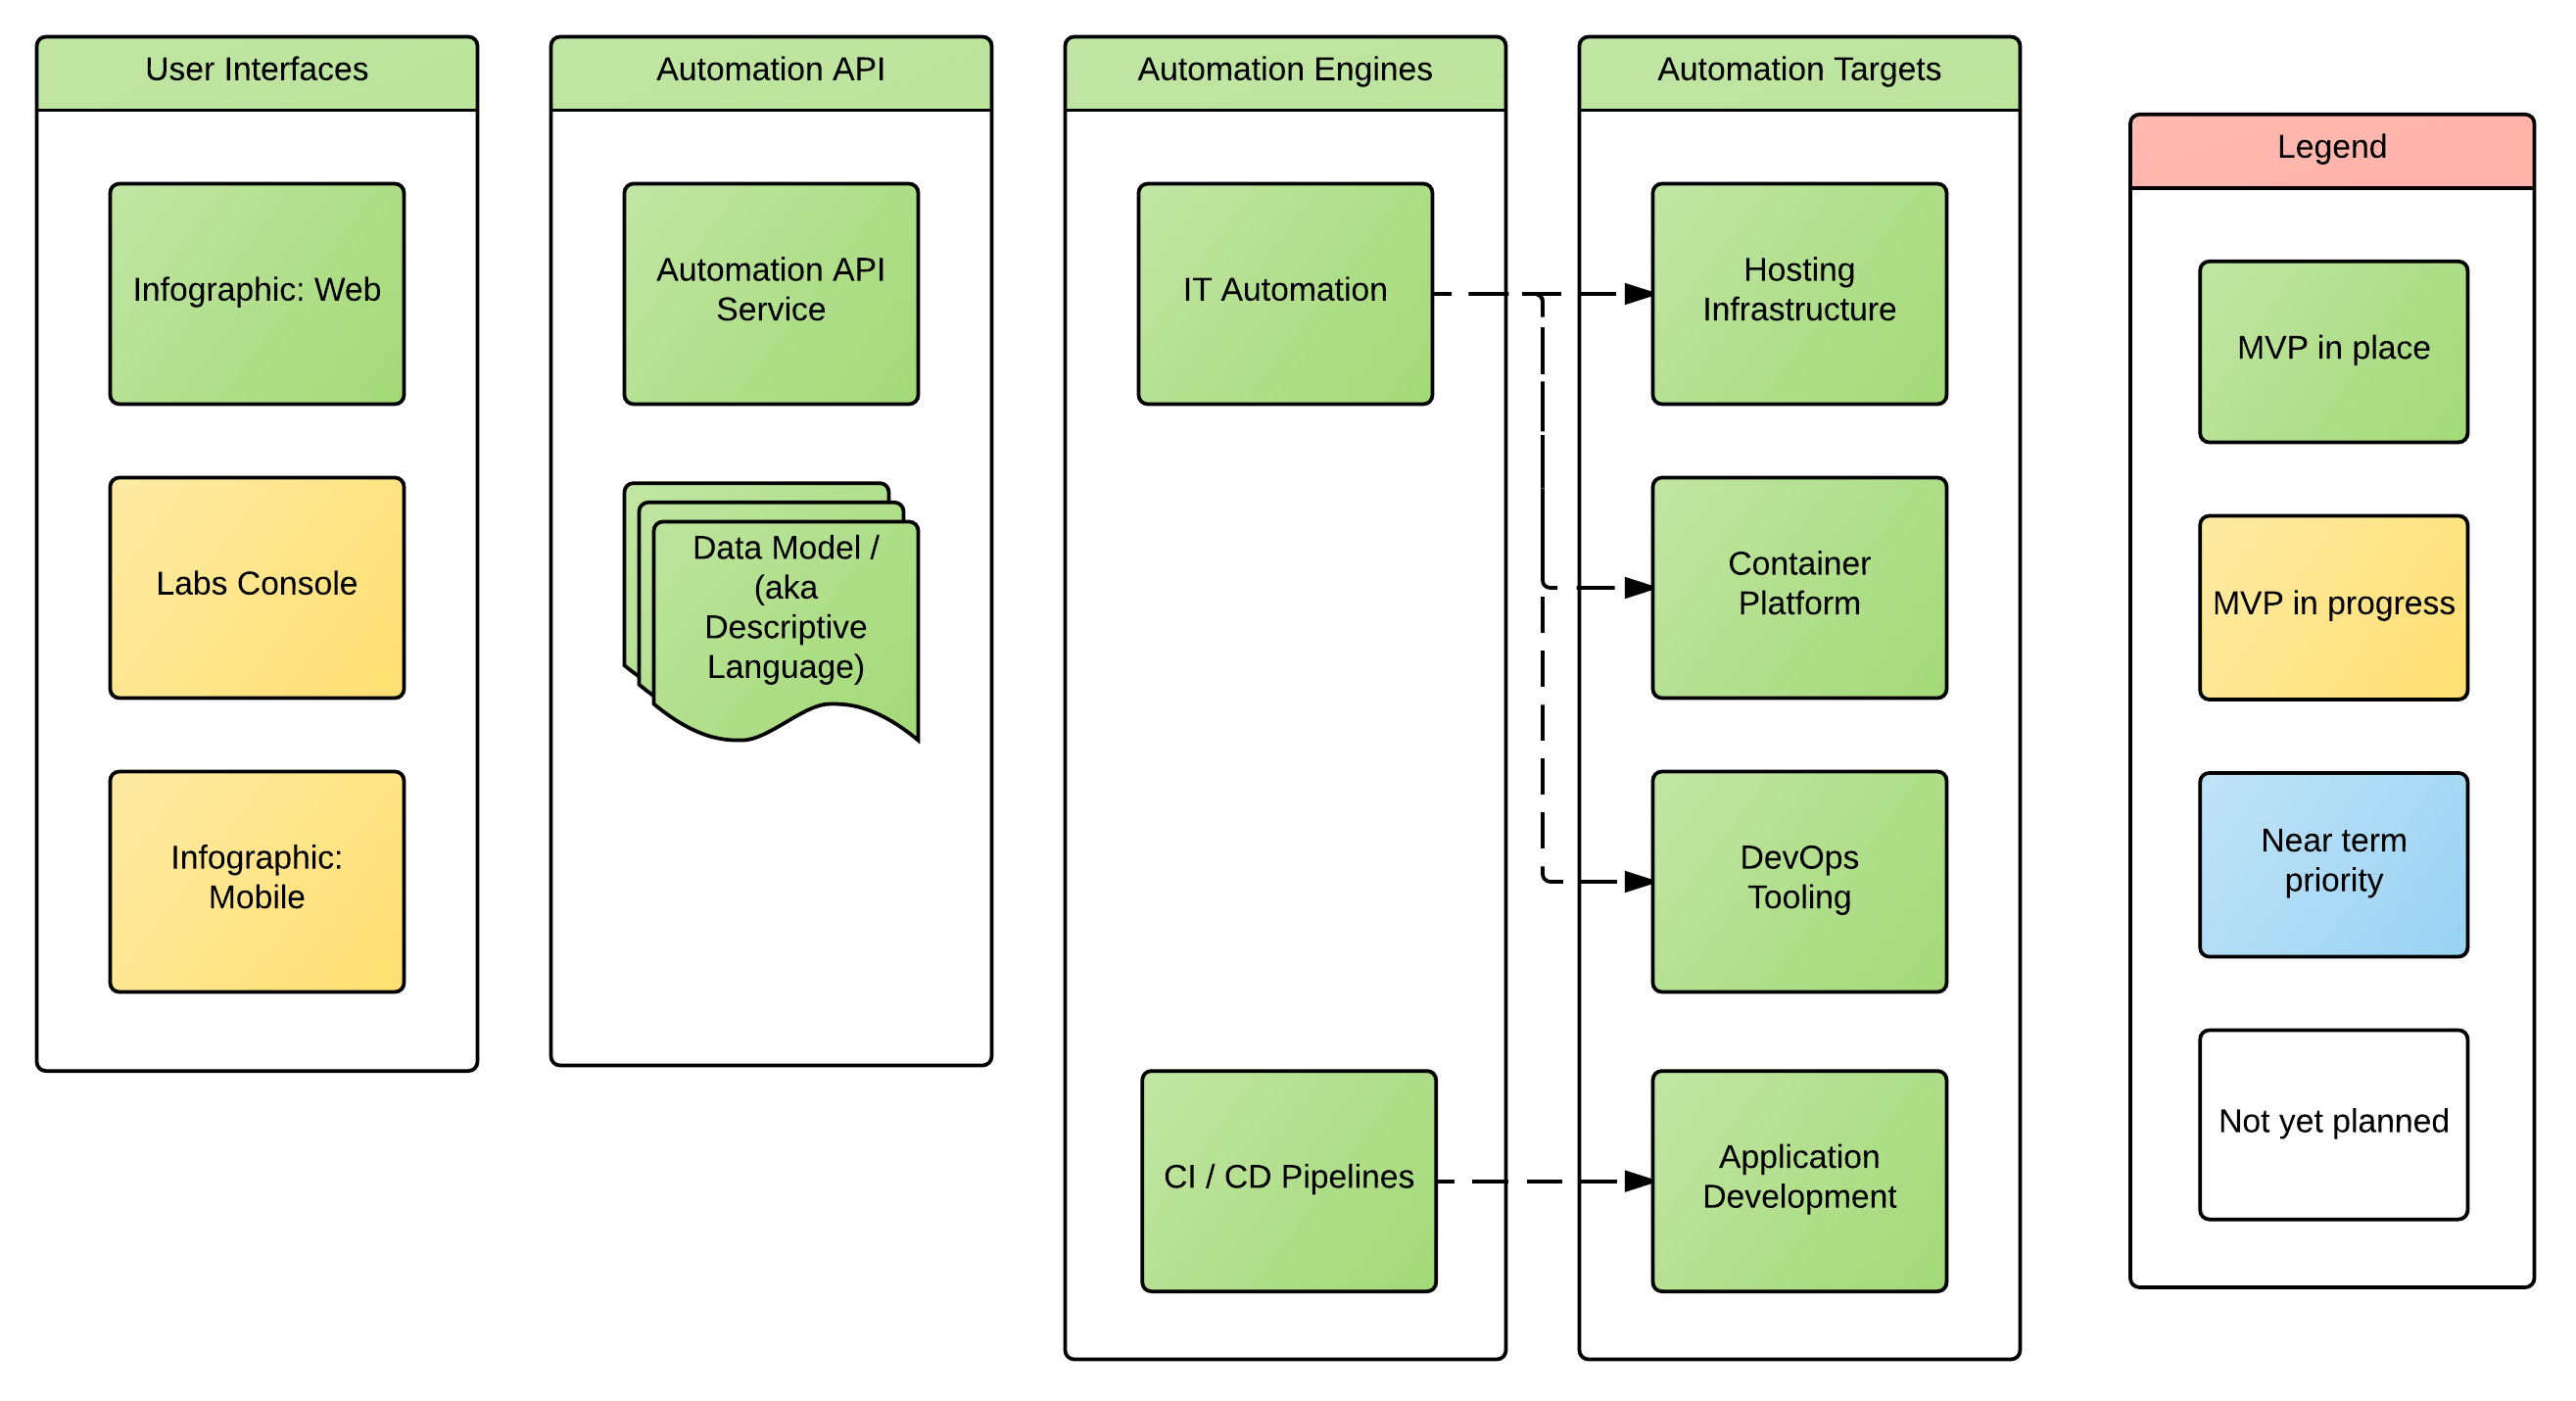 User Interfaces
Infographic: Web
Labs Console
Infographic:
Mobile
Automation API
Automation API
Service
Data Model /
(aka
Descriptive
Language)
Automation Engines
IT Automation
CI / CD Pipelines
Automation Targets
Hosting
Infrastructure
Container
Platform
DevOps
Tooling
Application
Development
Legend
MVP in place
MVP in progress
Near term
priority
Not yet planned